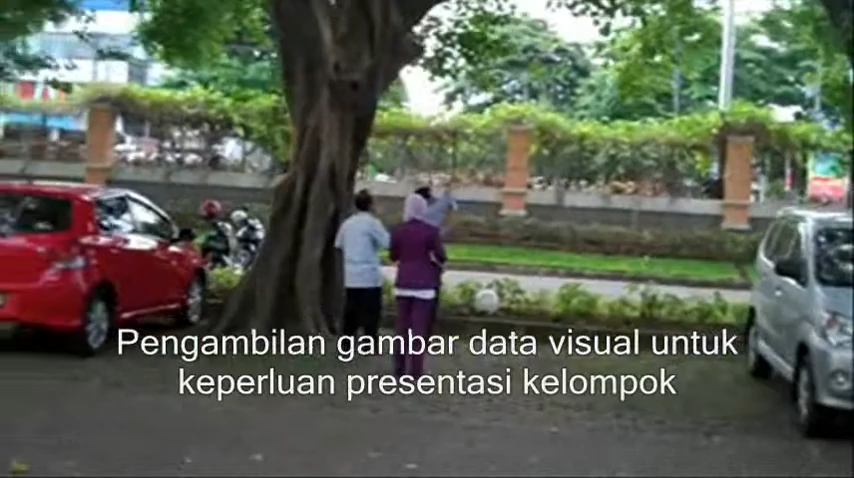 Pengambilan gambar data visual untuk
keperluan presentasi kelompok